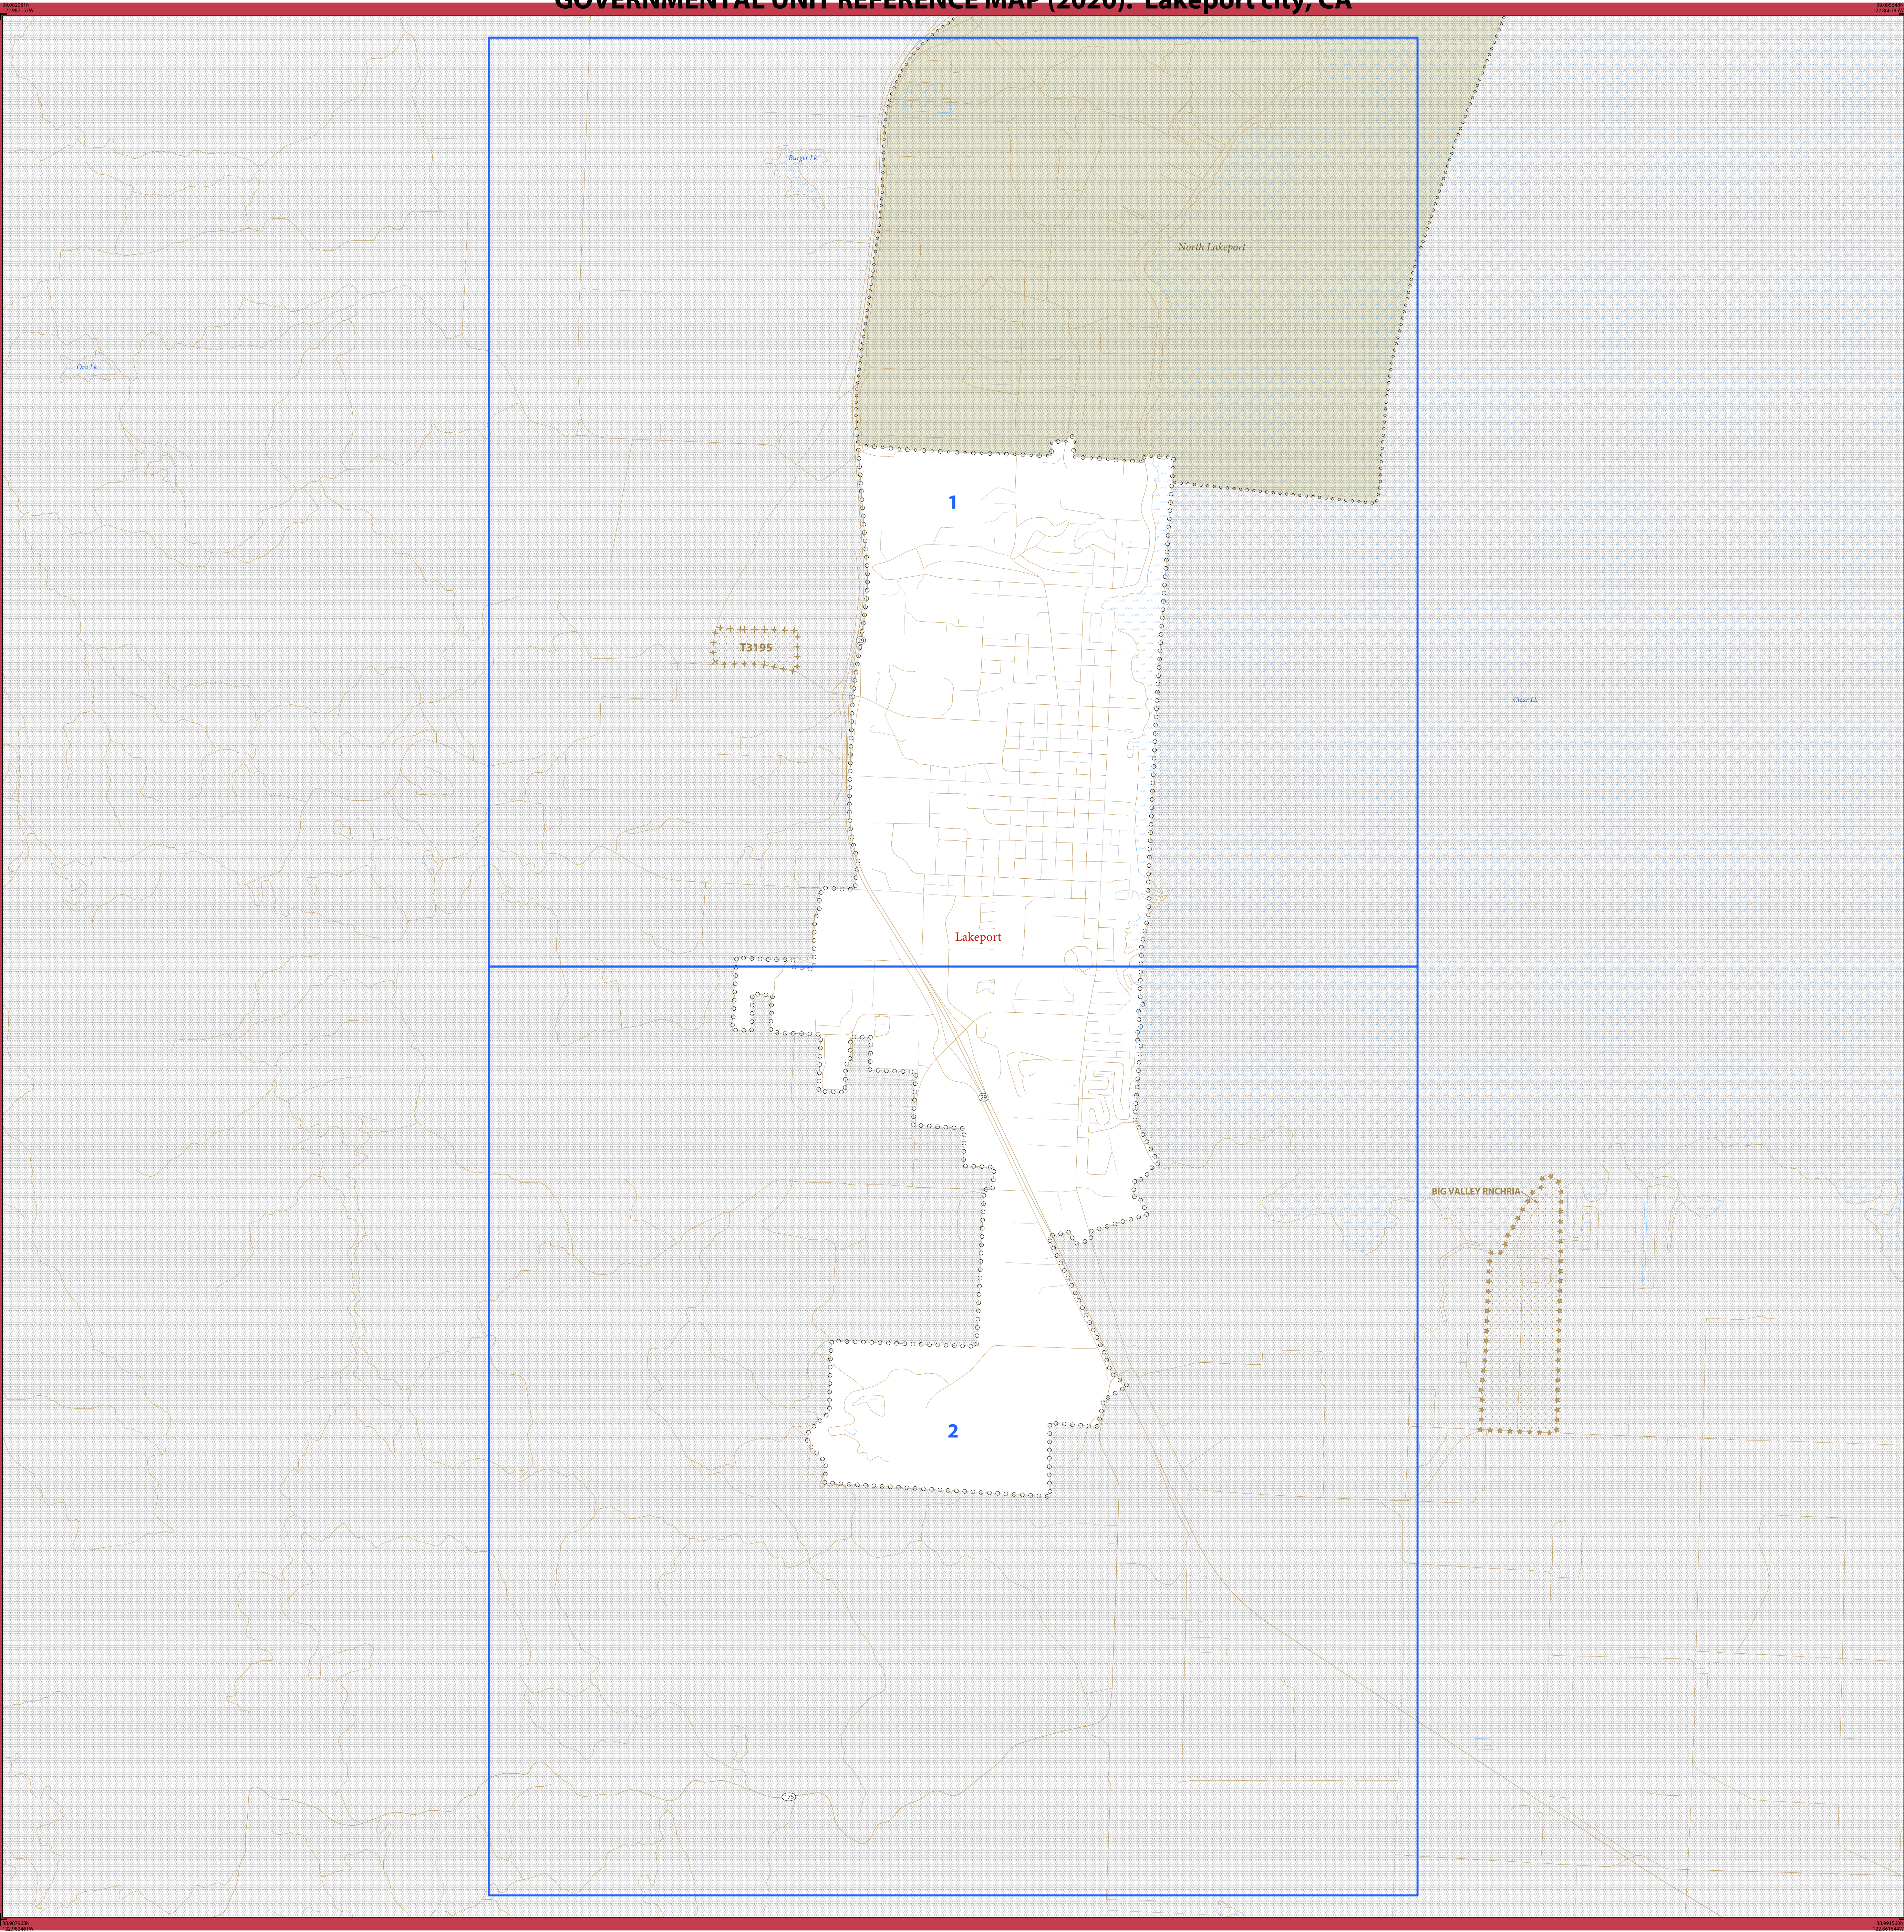 GOVERNMENTAL UNIT REFERENCE MAP (2020): Lakeport city, CA
Burger Lk
North Lakeport
Ora Lk
1
T3195
29
Clear Lk
Lakeport
29
BIG VALLEY RNCHRIA
2
175